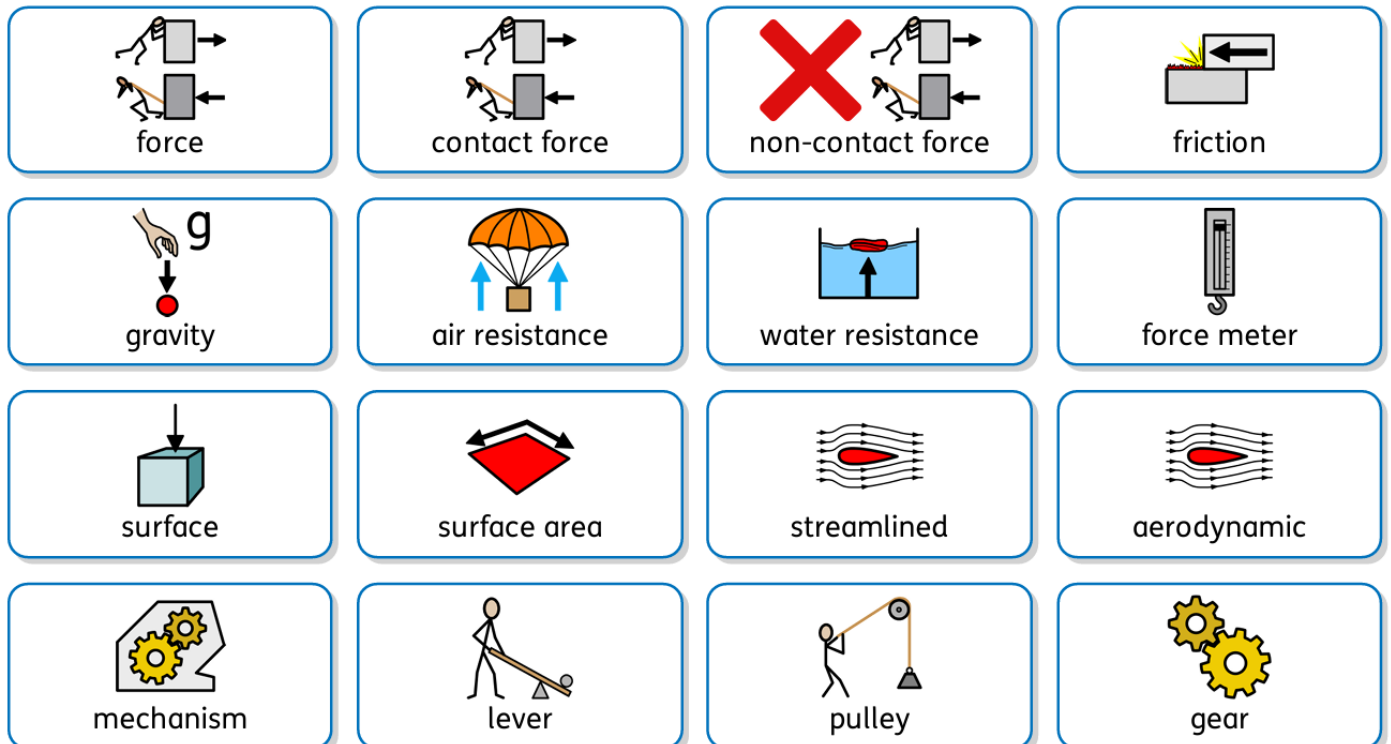 force
contact force
non-contact force
friction
g
gravity
air resistance
water resistance
force meter
surface
surface area
streamlined
aerodynamic
mechanism
lever
pulley
gear